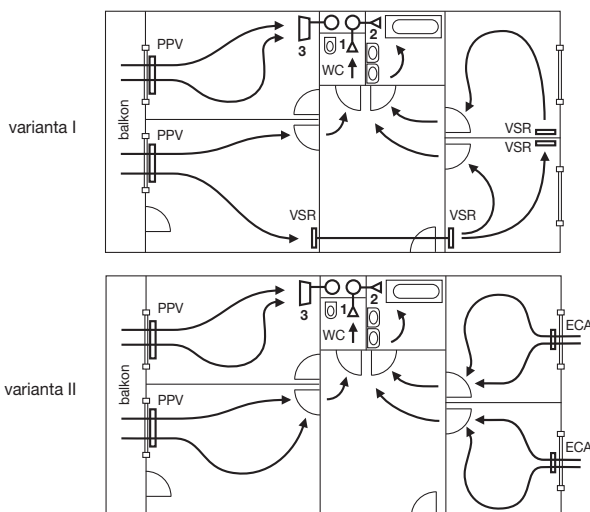 PPV
3
1
2
WC
varianta I
balkon
PPV
VSR
VSR
VSR
VSR
PPV
3
1
2
WC
ECA
varianta II
balkon
PPV
ECA